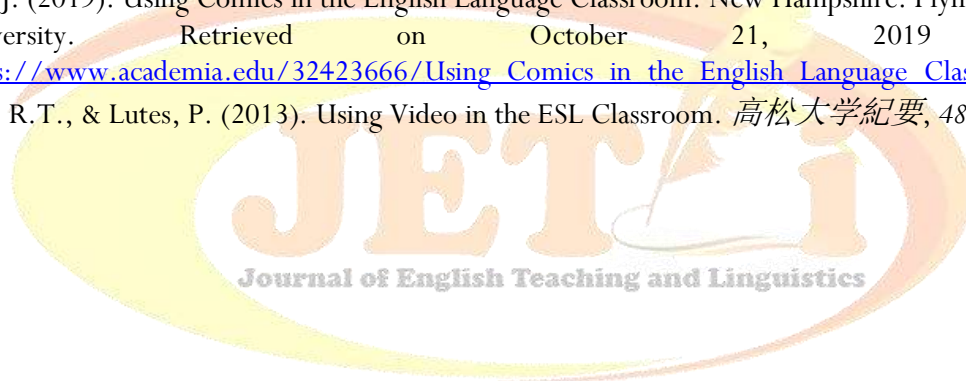 J. (2019). Using Comics in the English Language Classroom. New Hampshire: Plym
versity. Retrieved on October 21, 2019
s://www.academia.edu/32423666/Using_Comics_in_the_English_Language_Clas
R.T., & Lutes, P. (2013). Using Video in the ESL Classroom. 高松大学紀要, 48
JETLi
Journal of English Teaching and Linguistics